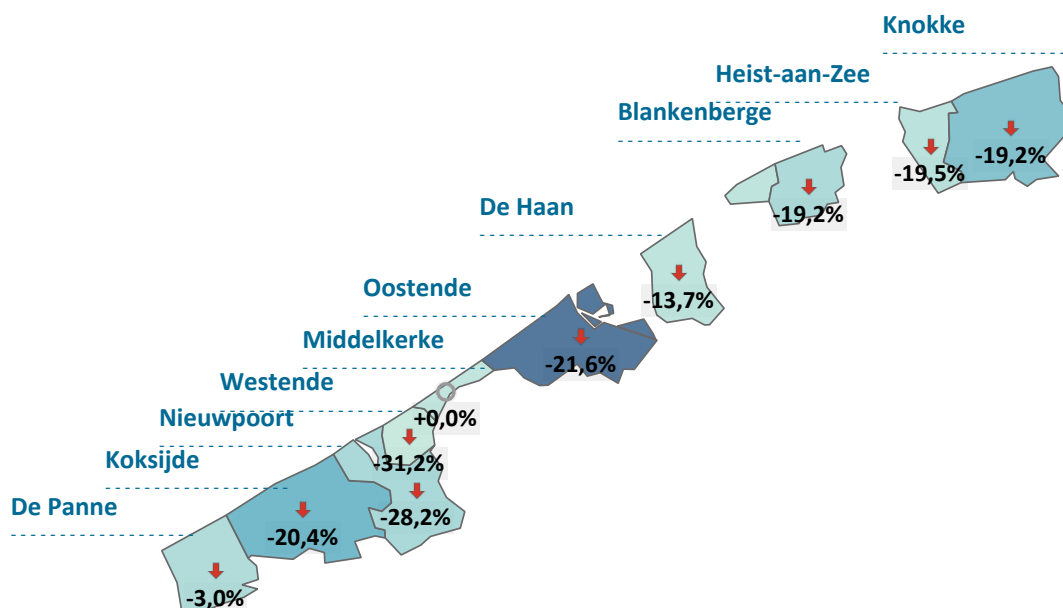 Knokke
Heist-aan-Zee
Blankenberge
-19,2%
-19,5%
-19,2%
De Haan
Oostende
-13,7%
Middelkerke
-21,6%
Westende
Nieuwpoort
+0,0%
Koksijde
-31,2%
De Panne
-28,2%
-20,4%
-3,0%